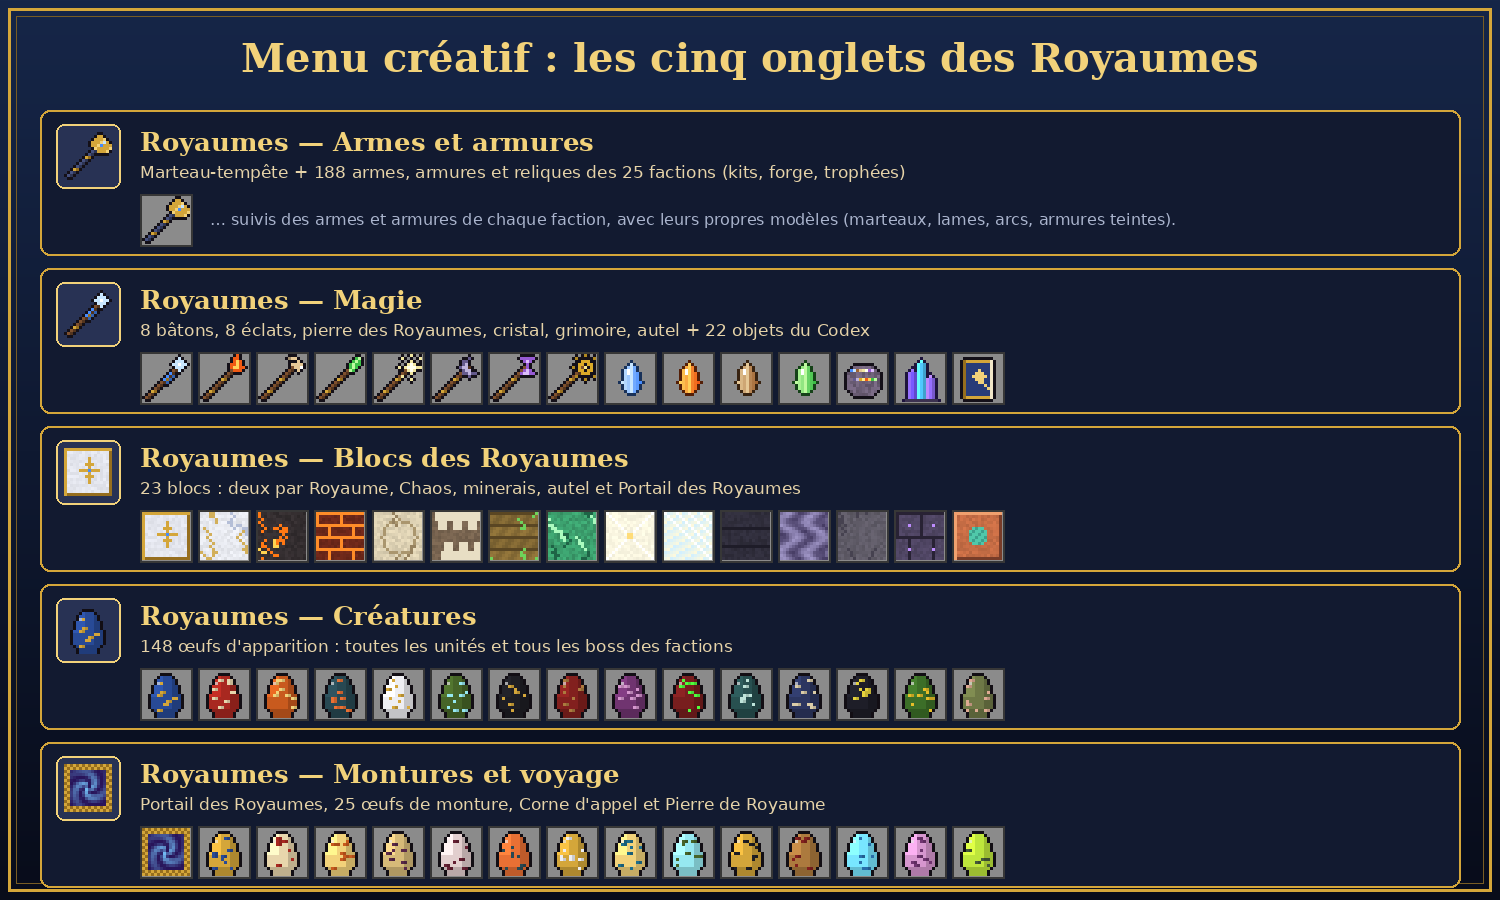 Menu créatif : les cinq onglets des Royaumes
Royaumes — Armes et armures
Marteau-tempête + 188 armes, armures et reliques des 25 factions (kits, forge, trophées)
... suivis des armes et armures de chaque faction, avec leurs propres modèles (marteaux, lames, arcs, armures teintes).
Royaumes — Magie
8 bâtons, 8 éclats, pierre des Royaumes, cristal, grimoire, autel + 22 objets du Codex
Royaumes — Blocs des Royaumes
23 blocs : deux par Royaume, Chaos, minerais, autel et Portail des Royaumes
Royaumes — Créatures
148 œufs d'apparition : toutes les unités et tous les boss des factions
Royaumes — Montures et voyage
Portail des Royaumes, 25 œufs de monture, Corne d'appel et Pierre de Royaume